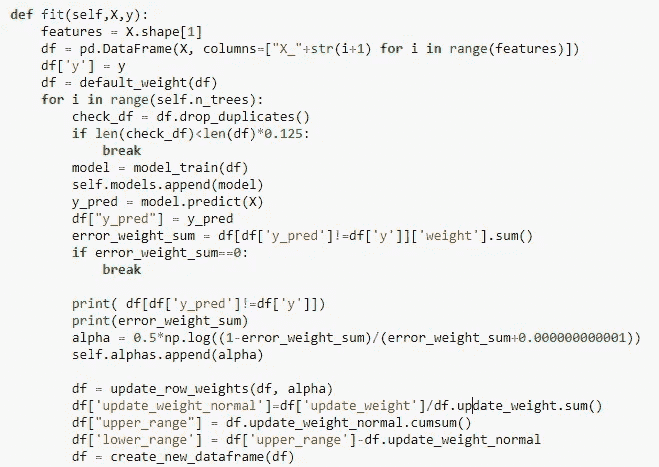 def fit(self,X,y):
    features = X.shape[1]
    df = pd.DataFrame(X, columns=["X_"+str(i+1) for i in range(features)])
    df['y'] = y
    df = default_weight(df)
    for i in range(self.n_trees):
        check_df = df.drop_duplicates()
        if len(check_df)<len(df)*0.125:
            break
        model = model_train(df)
        self.models.append(model)
        y_pred = model.predict(X)
        df["y_pred"] = y_pred
        error_weight_sum = df[df['y_pred']!=df['y']]['weight'].sum()
        if error_weight_sum==0:
            break

        print( df[df['y_pred']!=df['y']])
        print(error_weight_sum)
        alpha = 0.5*np.log((1-error_weight_sum)/(error_weight_sum+0.000000000001))
        self.alphas.append(alpha)

        df = update_row_weights(df, alpha)
        df['update_weight_normal']=df['update_weight']/df.update_weight.sum()
        df["upper_range"] = df.update_weight_normal.cumsum()
        df['lower_range'] = df['upper_range']-df.update_weight_normal
        df = create_new_dataframe(df)